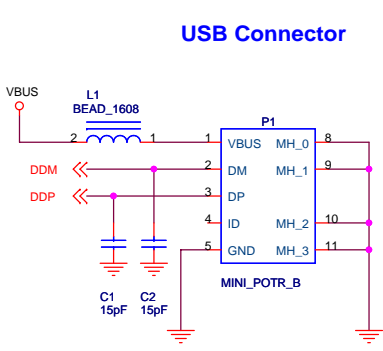 USB Connector
VBUS
L1
BEAD_1608
P1
2 1 1 VBUS MH_0 8
DDM 2 DM MH_1 9
DDP 3 DP
4 ID MH_2 10
5 GND MH_3 11
MINI_POTR_B
C1 C2
15pF 15pF